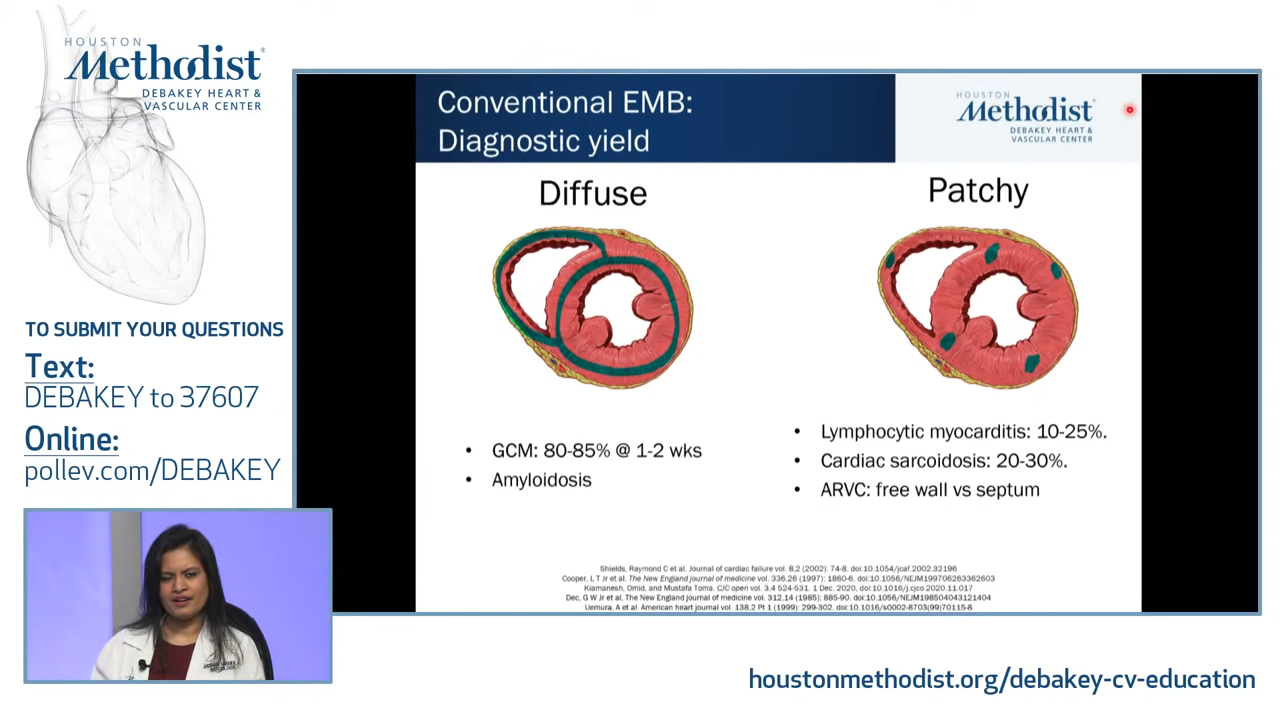 HOUSTON
Methodist®
DEBAKEY HEART &
VASCULAR CENTER
TO SUBMIT YOUR QUESTIONS
Text:
DEBAKEY to 37607
Online:
pollev.com/DEBAKEY
Conventional EMB:
Diagnostic yield
HOUSTON
Methodist®
DEBAKEY HEART &
VASCULAR CENTER
Diffuse
• GCM: 80-85% @ 1-2 wks
• Amyloidosis
Patchy
• Lymphocytic myocarditis: 10-25%.
• Cardiac sarcoidosis: 20-30%.
• ARVC: free wall vs septum
Shields, Raymond C et al. Journal of cardiac failure vol. 8,2 (2002): 74-8. doi:10.1054/jcaf.2002.32196
Cooper, L T Jr et al. The New England journal of medicine vol. 336,26 (1997): 1860-6. doi:10.1056/NEJM199706263362603
Kiamanesh, Omid, and Mustafa Toma. CJC open vol. 3,4 524-531. 1 Dec. 2020, doi:10.1016/j.cjco.2020.11.017
Dec, G W Jr et al. The New England journal of medicine vol. 312,14 (1985): 885-90. doi:10.1056/NEJM198504043121404
Uemura, A et al. American heart journal vol. 138,2 Pt 1 (1999): 299-302. doi:10.1016/s0002-8703(99)70115-8
houstonmethodist.org/debakey-cv-education